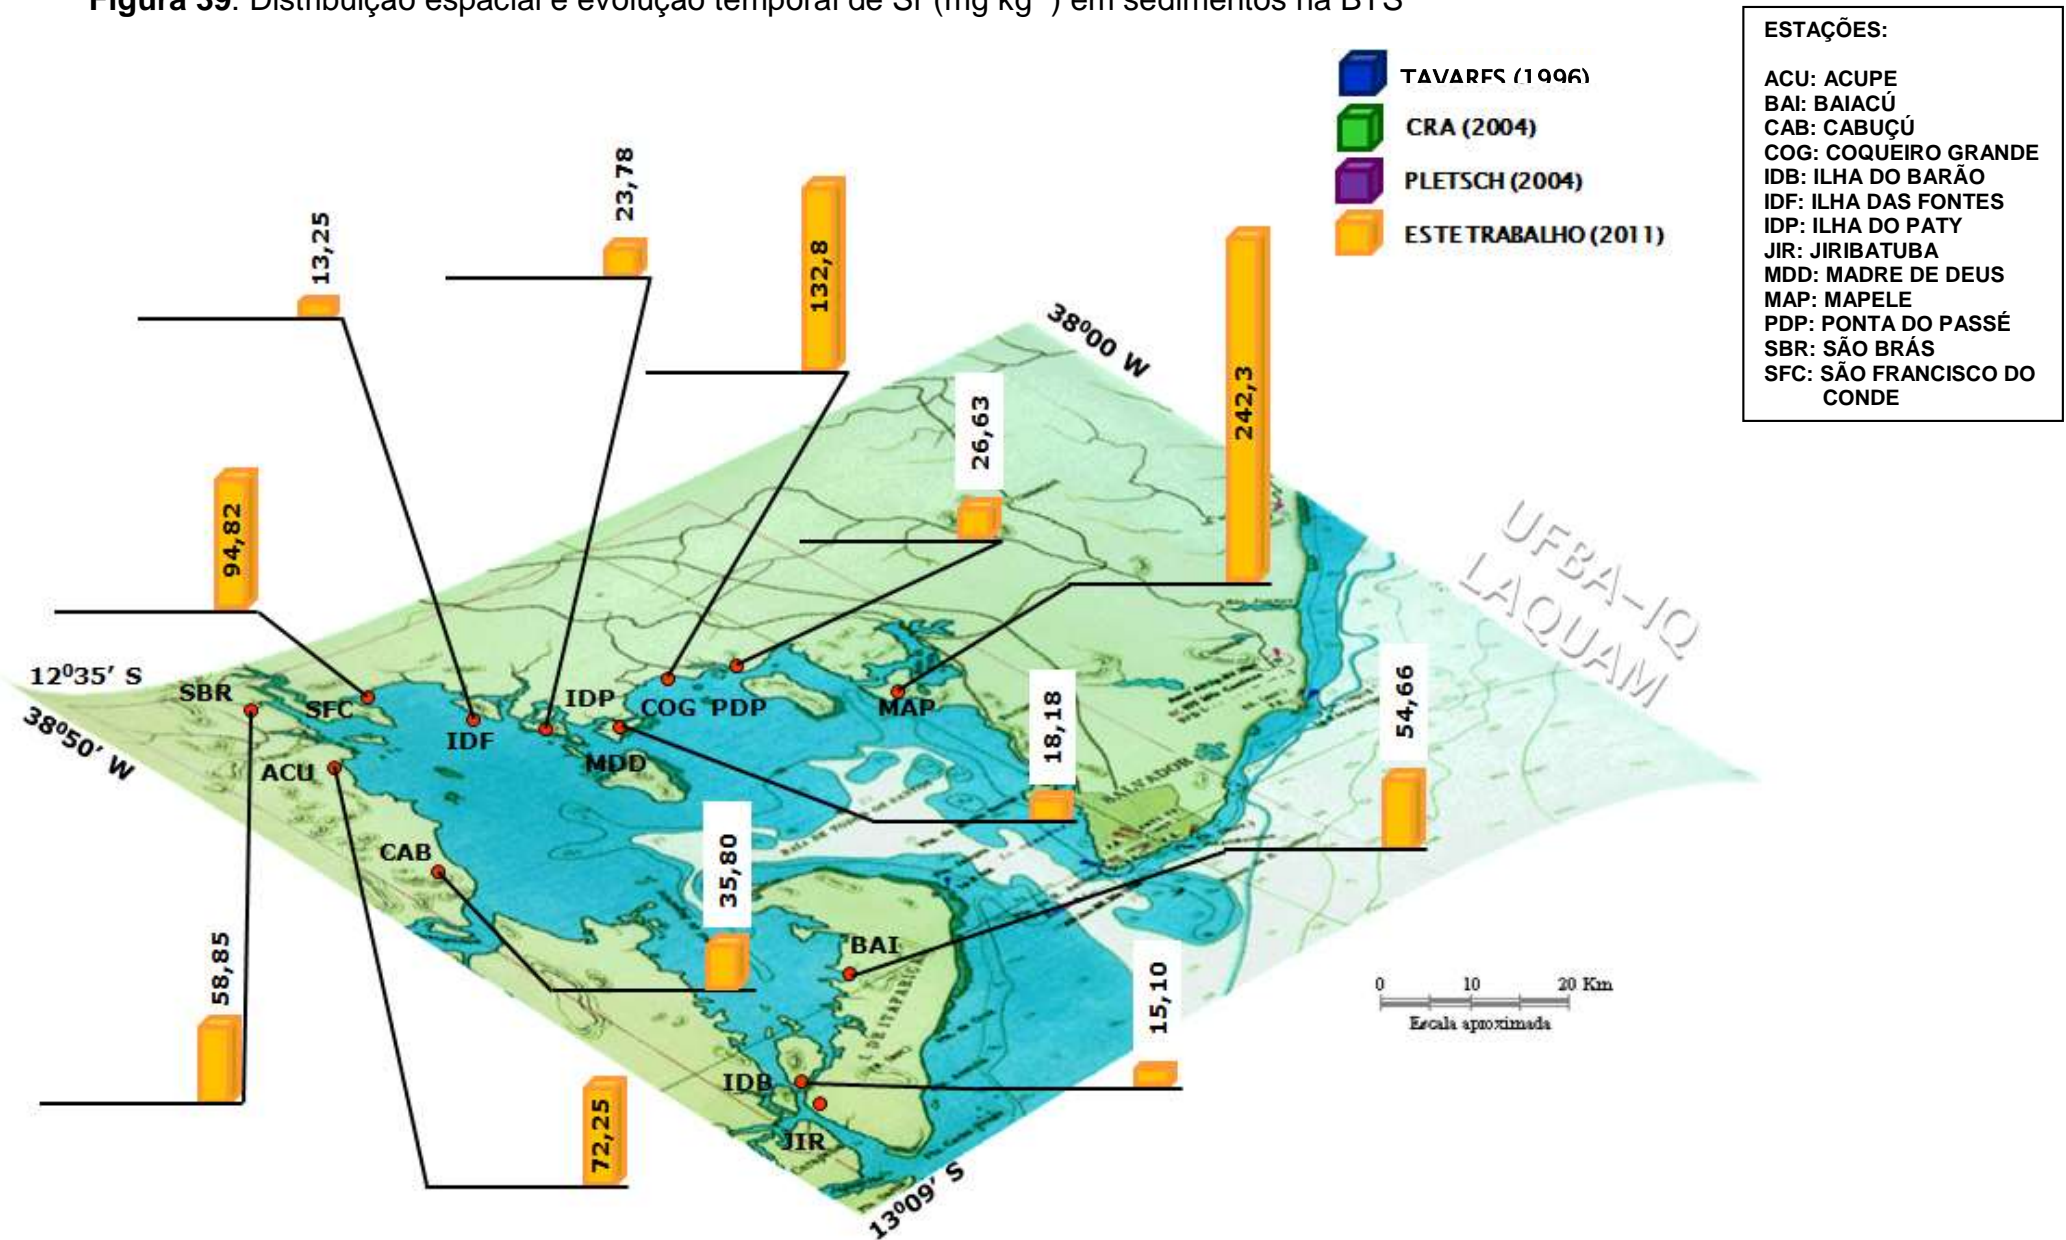 Figura 39: Distribuição espacial e evolução temporal de Sr (mg kg⁻¹) em sedimentos na BTS
ESTAÇÕES:
ACU: ACUPE
BAI: BAIACÚ
CAB: CABUÇÚ
COG: COQUEIRO GRANDE
IDB: ILHA DO BARÃO
IDF: ILHA DAS FONTES
IDP: ILHA DO PATY
JIR: JIRIBATUBA
MDD: MADRE DE DEUS
MAP: MAPELE
PDP: PONTA DO PASSÉ
SBR: SÃO BRÁS
SFC: SÃO FRANCISCO DO
CONDE
TAVARES (1996)
CRA (2004)
PLETSCH (2004)
ESTE TRABALHO (2011)
13,25
23,78
132,8
26,63
242,3
94,82
38⁰00 W
UFBA-IQ
LAQUAM
12⁰35' S
38⁰50' W
SBR
SFC
IDF
IDP
COG
PDP
MAP
ACU
MDD
18,18
54,66
SALVADOR
CAB
35,80
BAI
I. DE ITAPARICA
58,85
15,10
0 10 20 Km
Escala aproximada
IDB
JIR
72,25
13⁰09' S